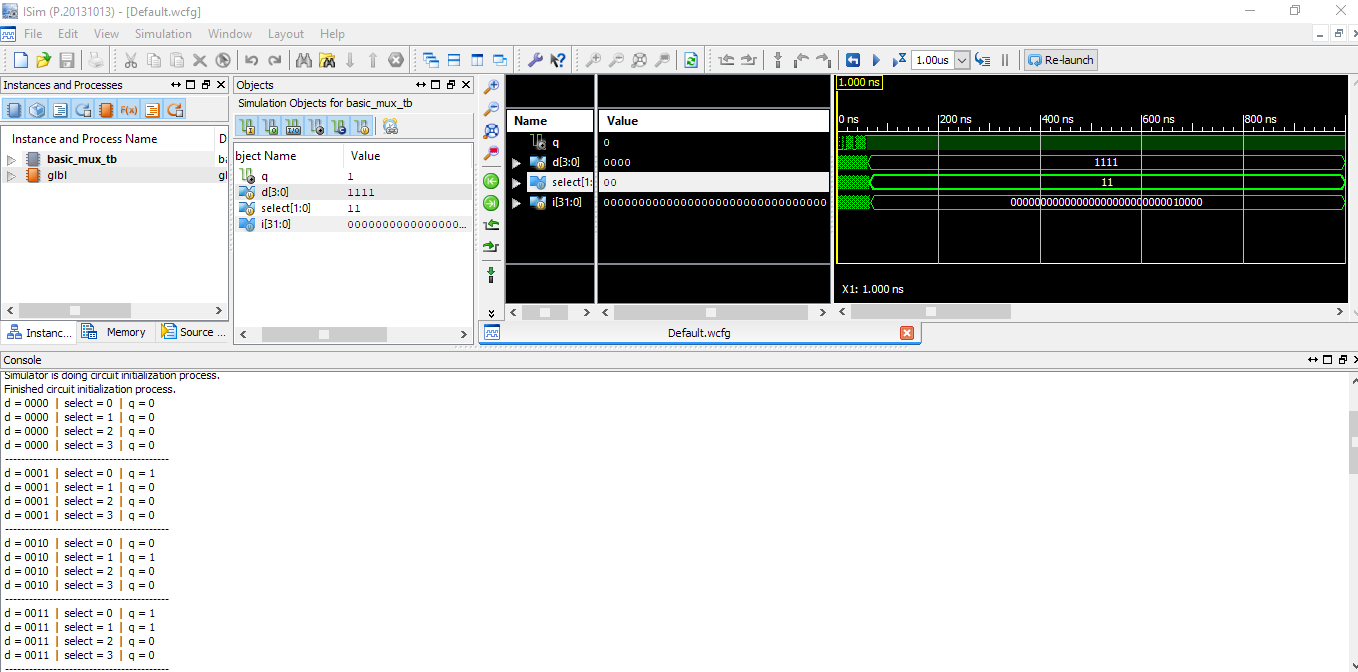 ISim (P.20131013) - [Default.wcfg]
File Edit View Simulation Window Layout Help
1.00us Re-launch
Instances and Processes
Instance and Process Name D
basic_mux_tb ba
glbl gl
Instanc... Memory Source ...
Objects
Simulation Objects for basic_mux_tb
bject Name Value
q 1
d[3:0] 1111
select[1:0] 11
i[31:0] 0000000000000000...
Name Value
q 0
d[3:0] 0000
select[1: 00
i[31:0] 00000000000000000000000000000000
1.000 ns
0 ns 200 ns 400 ns 600 ns 800 ns
1111
11
00000000000000000000000000010000
X1: 1.000 ns
Default.wcfg
Console
Simulator is doing circuit initialization process.
Finished circuit initialization process.
d = 0000 | select = 0 | q = 0
d = 0000 | select = 1 | q = 0
d = 0000 | select = 2 | q = 0
d = 0000 | select = 3 | q = 0
-----------------------------------------
d = 0001 | select = 0 | q = 1
d = 0001 | select = 1 | q = 0
d = 0001 | select = 2 | q = 0
d = 0001 | select = 3 | q = 0
-----------------------------------------
d = 0010 | select = 0 | q = 0
d = 0010 | select = 1 | q = 1
d = 0010 | select = 2 | q = 0
d = 0010 | select = 3 | q = 0
-----------------------------------------
d = 0011 | select = 0 | q = 1
d = 0011 | select = 1 | q = 1
d = 0011 | select = 2 | q = 0
d = 0011 | select = 3 | q = 0
-----------------------------------------